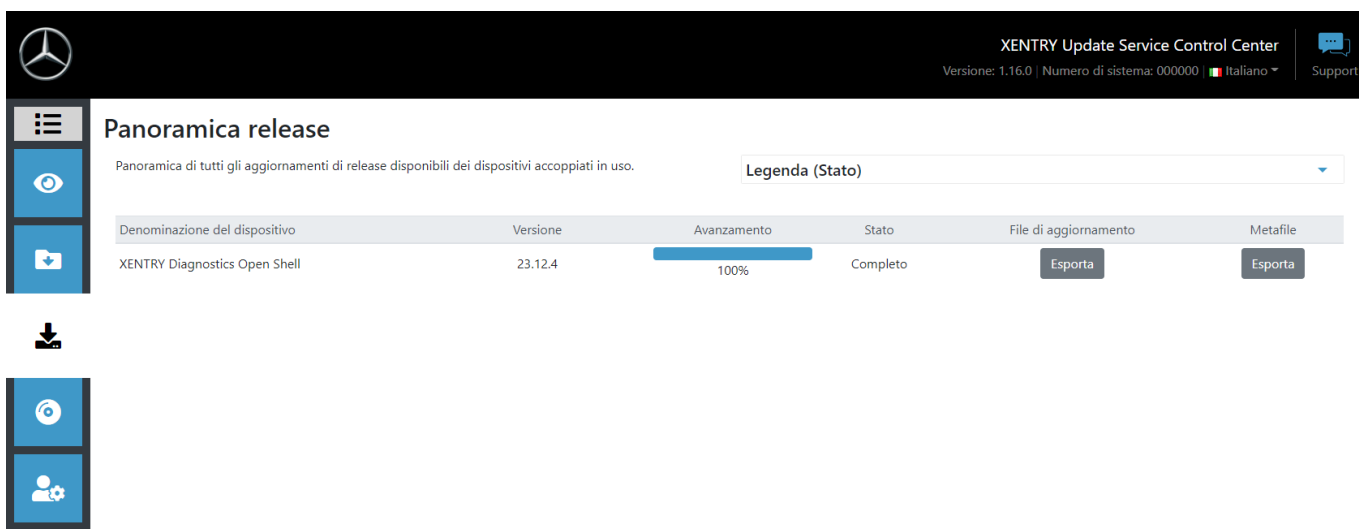 XENTRY Update Service Control Center
Versione: 1.16.0 | Numero di sistema: 000000 | Italiano
Support
Panoramica release
Panoramica di tutti gli aggiornamenti di release disponibili dei dispositivi accoppiati in uso.
Legenda (Stato)
Denominazione del dispositivo Versione Avanzamento Stato File di aggiornamento Metafile
XENTRY Diagnostics Open Shell 23.12.4 100% Completo Esporta Esporta